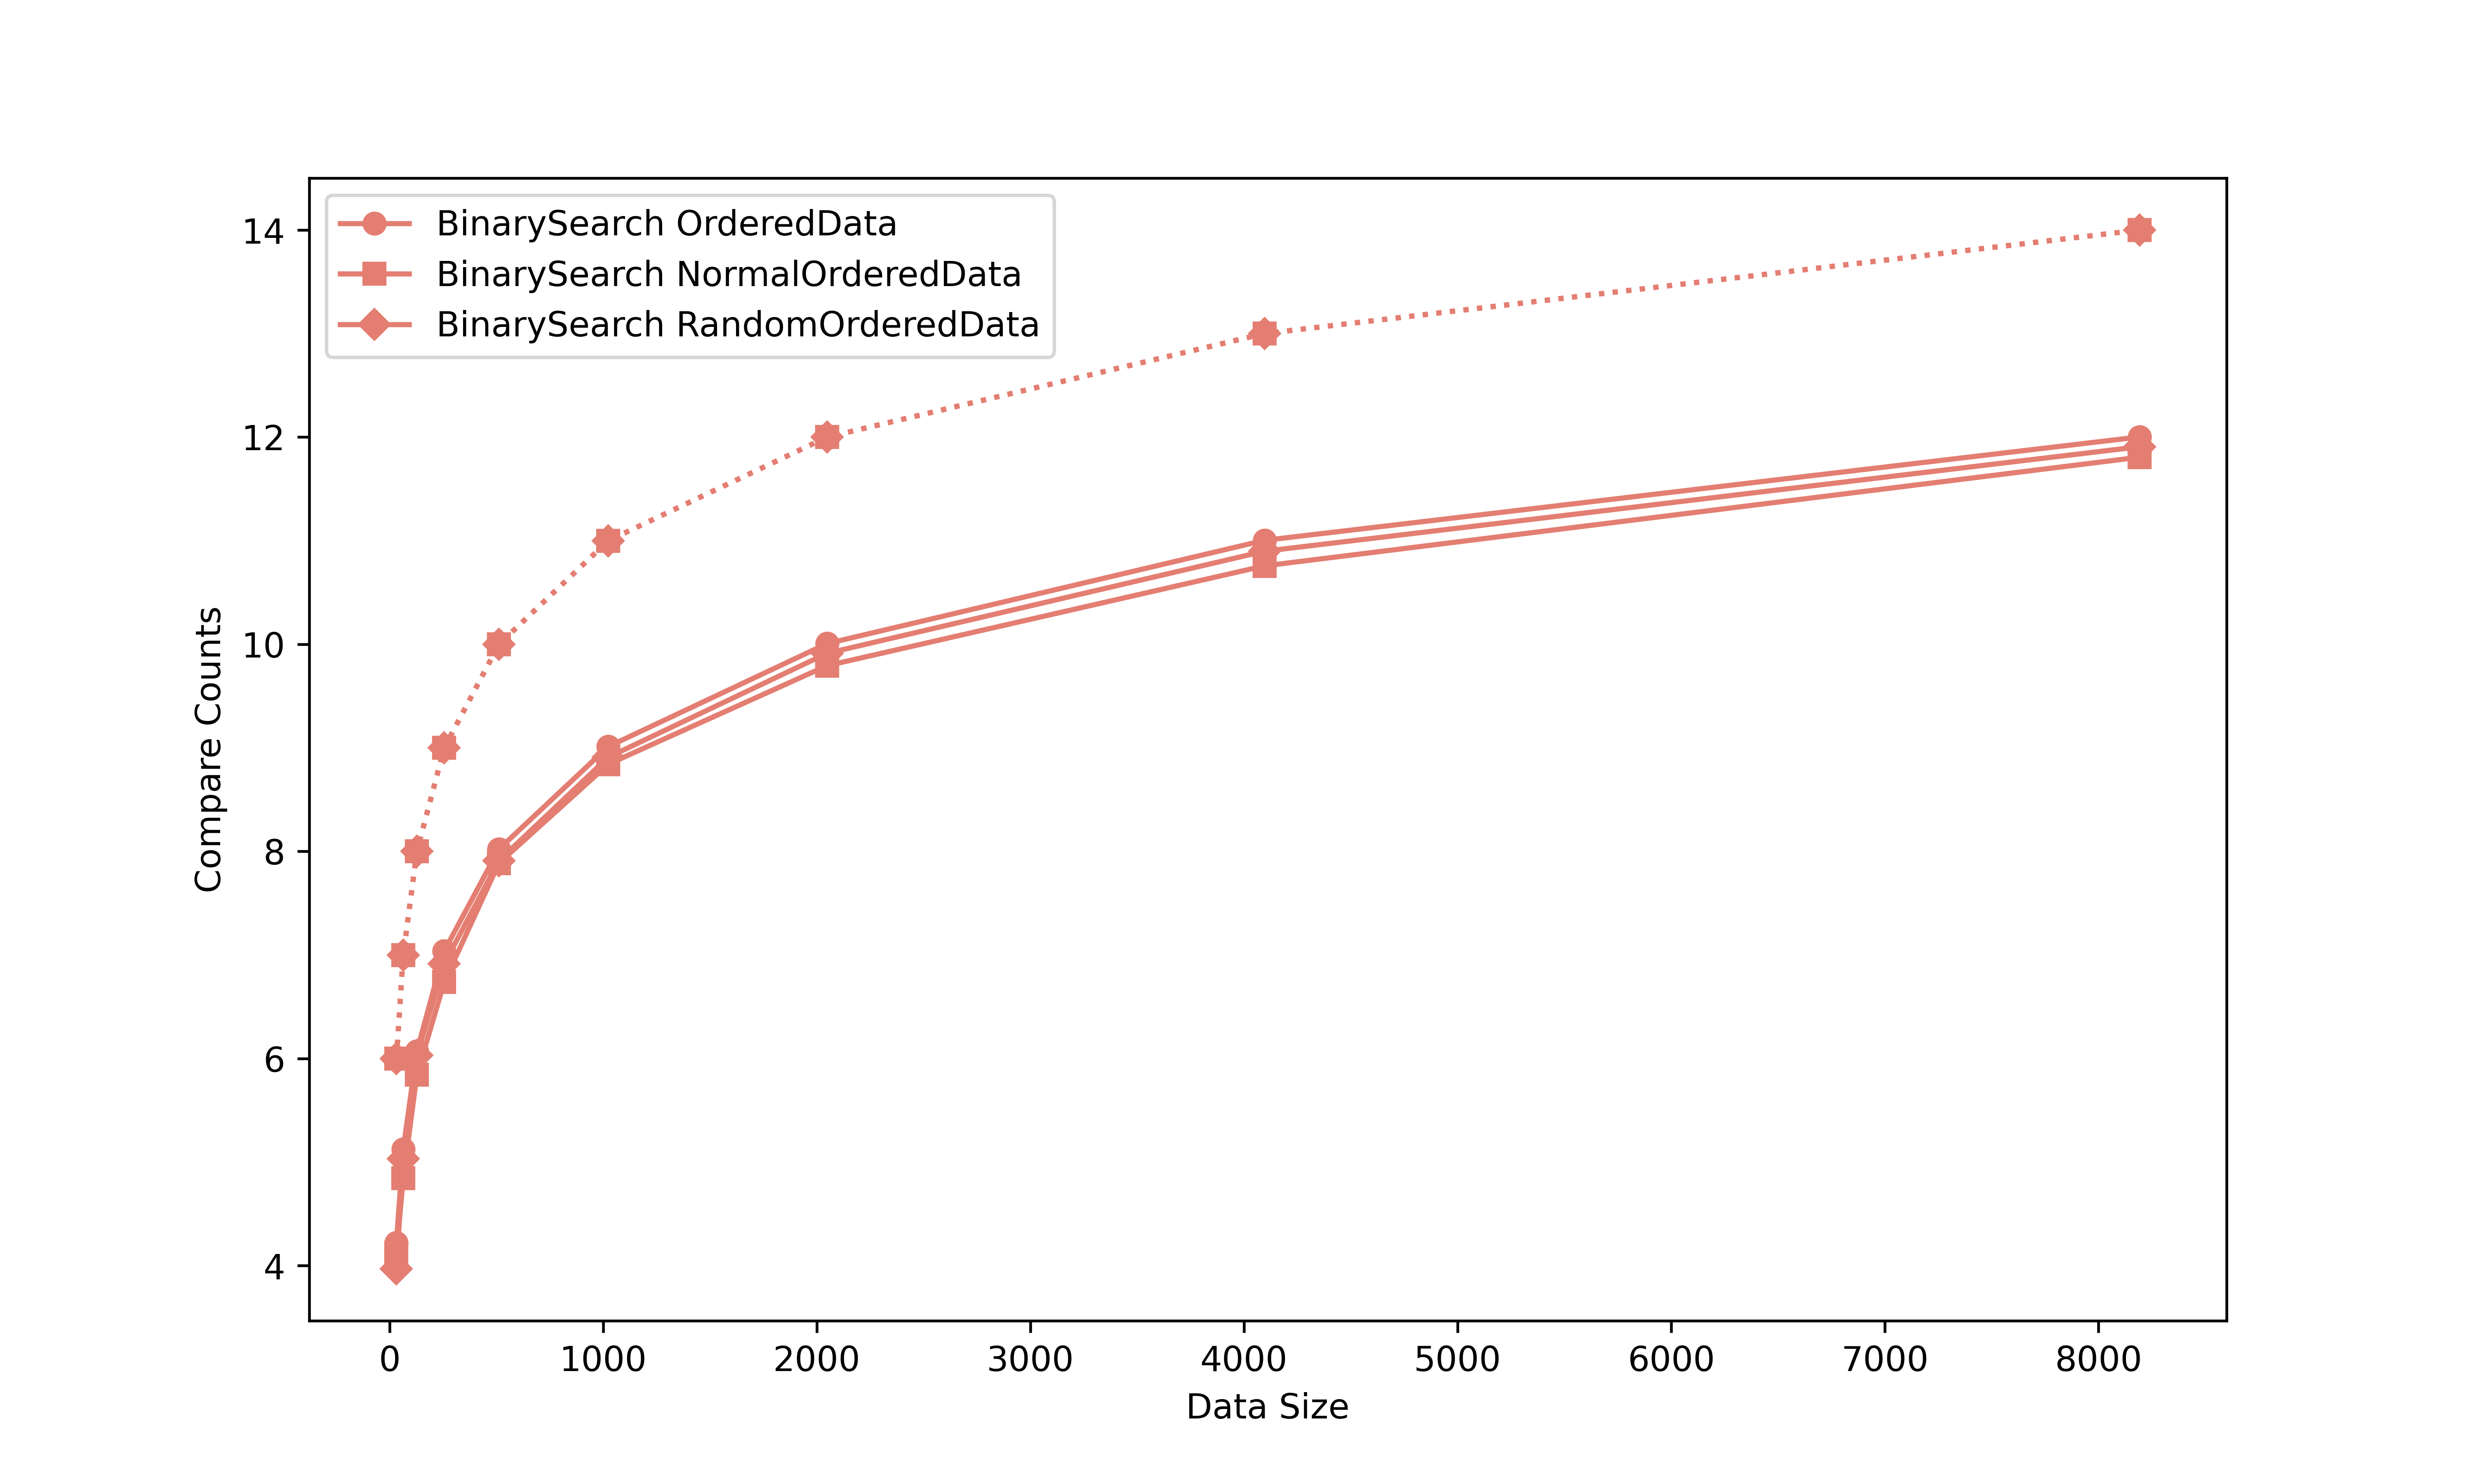 BinarySearch OrderedData
BinarySearch NormalOrderedData
BinarySearch RandomOrderedData
14
12
10
8
6
4
Compare Counts
0 1000 2000 3000 4000 5000 6000 7000 8000
Data Size